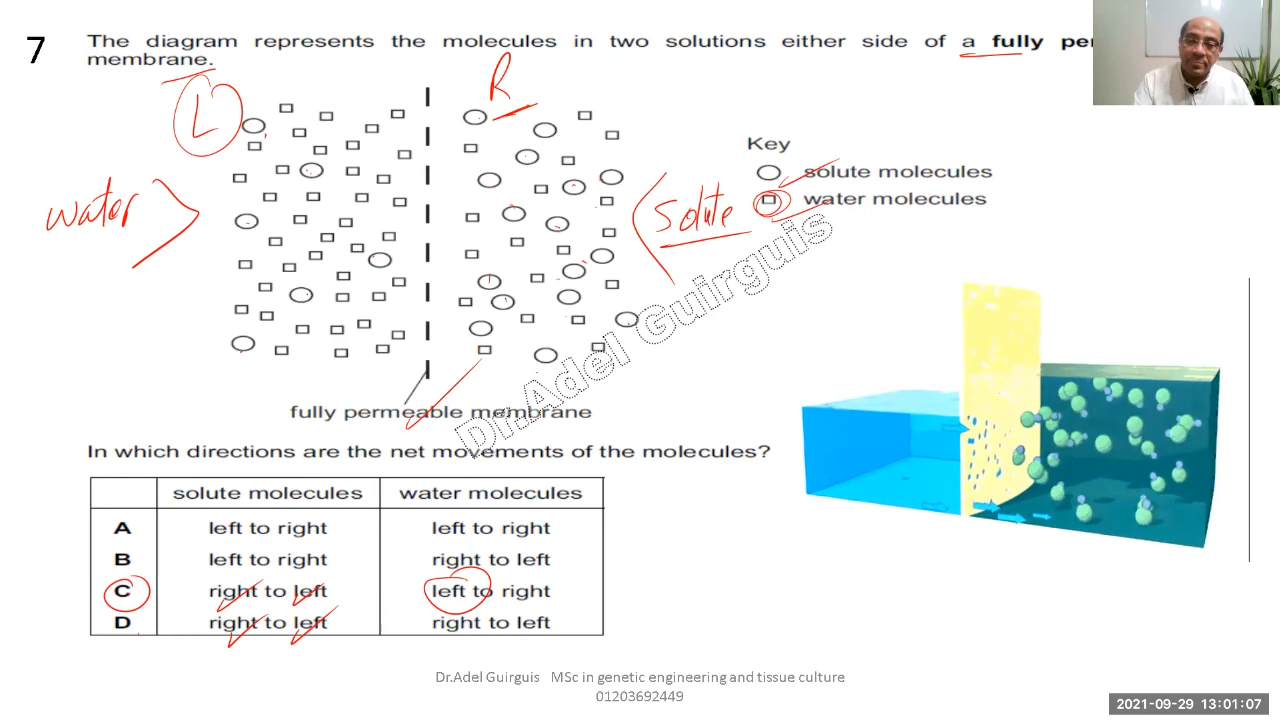 7
The diagram represents the molecules in two solutions either side of a fully per
membrane.
L
R
Key
solute molecules
water molecules
water
Solute
Dr.Adel Guirguis
fully permeable membrane
In which directions are the net movements of the molecules?
solute molecules water molecules
A left to right left to right
B left to right right to left
C right to left left to right
D right to left right to left
Dr.Adel Guirguis MSc in genetic engineering and tissue culture
01203692449
2021-09-29 13:01:07